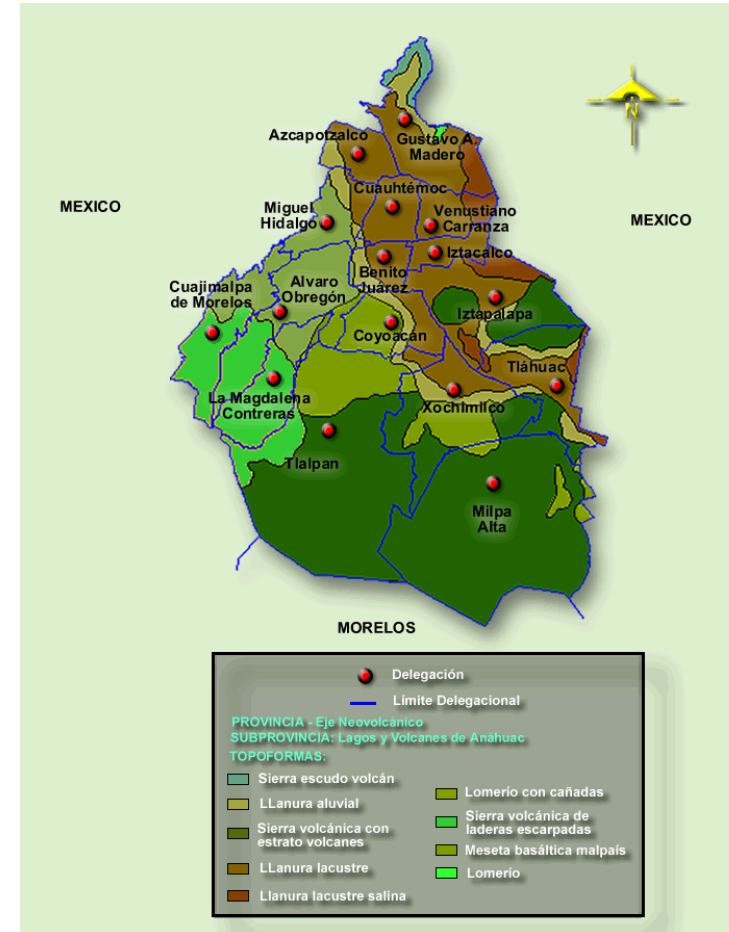 N
Azcapotzalco
Gustavo A.
Madero
Cuauhtémoc
MEXICO
Miguel
Hidalgo
Venustiano
Carranza
MEXICO
Iztacalco
Benito
Juárez
Cuajimalpa
de Morelos
Alvaro
Obregón
Iztapalapa
Coyoacán
Tláhuac
La Magdalena
Contreras
Xochimilco
Tlalpan
Milpa
Alta
MORELOS
Delegación
Límite Delegacional
PROVINCIA - Eje Neovolcánico
SUBPROVINCIA: Lagos y Volcanes de Anáhuac
TOPOFORMAS:
Sierra escudo volcán
LLanura aluvial
Sierra volcánica con
estrato volcanes
LLanura lacustre
Llanura lacustre salina
Lomerío con cañadas
Sierra volcánica de
laderas escarpadas
Meseta basáltica malpaís
Lomerío